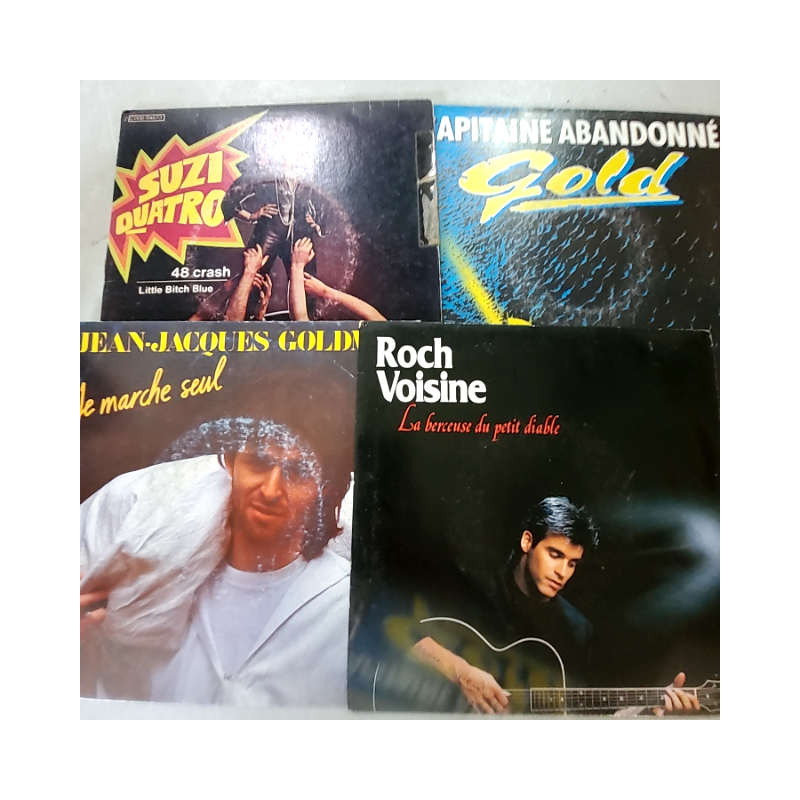 SUZI
QUATRO
48 crash
Little Bitch Blue
APITAINE ABANDONNÉ
Gold
JEAN-JACQUES GOLD
Je marche seul
Roch
Voisine
La berceuse du petit diable